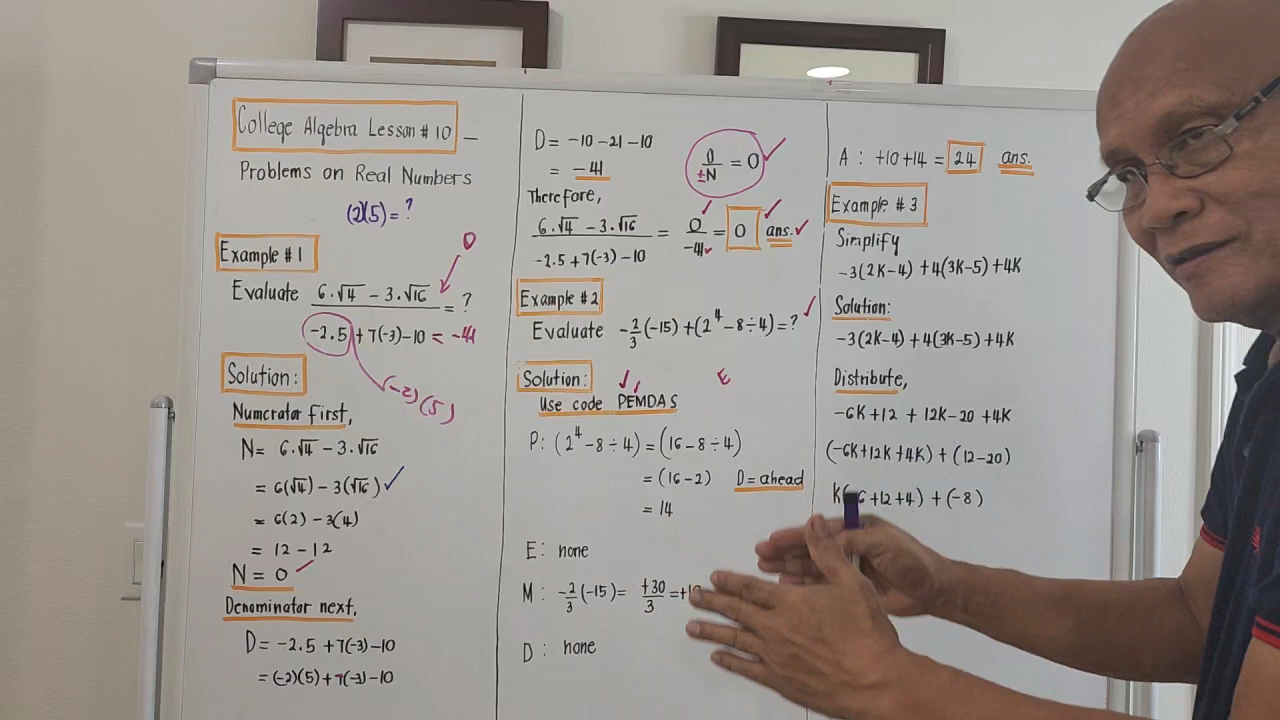 College Algebra Lesson # 10 —
Problems on Real Numbers
(2)(5) = ?
Example # 1
0
Evaluate 6.√4 − 3.√16 = ?
−2.5 + 7(−3) − 10 = −41
(−2)(5)
Solution:
Numerator first,
N = 6.√4 − 3.√16
= 6(√4) − 3(√16) ✓
= 6(2) − 3(4)
= 12 − 12
N = 0
Denominator next,
D = −2.5 + 7(−3) − 10
= (−2)(5) + 7(−3) − 10
D = −10 − 21 − 10
= −41
0/±N = 0 ✓
Therefore,
6.√4 − 3.√16 / −2.5 + 7(−3) − 10 = 0/−41 = 0 ans.
Example # 2
Evaluate −2/3(−15) + (2⁴ − 8 ÷ 4) = ?
Solution:
E
Use code PEMDAS
P: (2⁴ − 8 ÷ 4) = (16 − 8 ÷ 4)
= (16 − 2) D = ahead
= 14
E: none
M: −2/3(−15) = +30/3 =
D: none
A: +10 + 14 = 24 ans.
Example # 3
Simplify
−3(2K−4) + 4(3K−5) + 4K
Solution:
−3(2K−4) + 4(3K−5) + 4K
Distribute,
−6K + 12 + 12K − 20 + 4K
(−6K + 12K + 4K) + (12 − 20)
K( 6 + 12 + 4) + (−8)